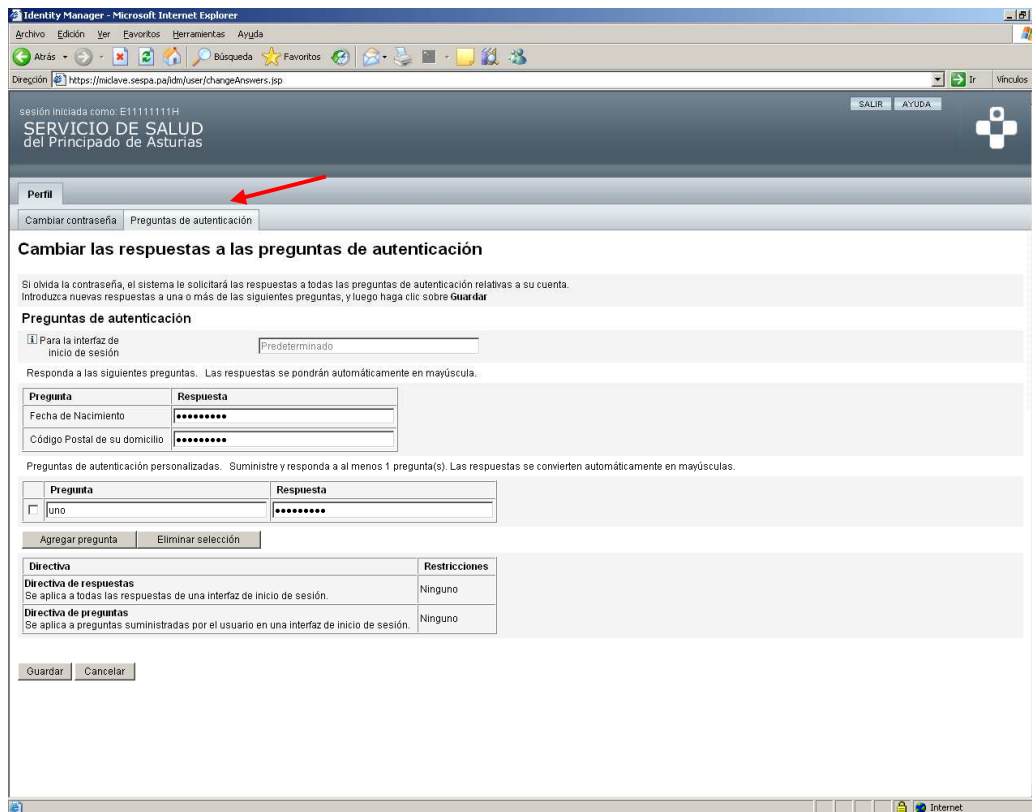 Identity Manager - Microsoft Internet Explorer
Archivo Edición Ver Favoritos Herramientas Ayuda
Atrás Búsqueda Favoritos
Dirección https://miclave.sespa.pa/idm/user/changeAnswers.jsp Ir Vínculos
sesión iniciada como: E11111111H SALIR AYUDA
SERVICIO DE SALUD
del Principado de Asturias
Perfil
Cambiar contraseña Preguntas de autenticación
Cambiar las respuestas a las preguntas de autenticación
Si olvida la contraseña, el sistema le solicitará las respuestas a todas las preguntas de autenticación relativas a su cuenta.
Introduzca nuevas respuestas a una o más de las siguientes preguntas, y luego haga clic sobre Guardar
Preguntas de autenticación
Para la interfaz de
inicio de sesión
Predeterminado
Responda a las siguientes preguntas. Las respuestas se pondrán automáticamente en mayúscula.
Pregunta Respuesta
Fecha de Nacimiento •••••••••
Código Postal de su domicilio •••••••••
Preguntas de autenticación personalizadas. Suministre y responda a al menos 1 pregunta(s). Las respuestas se convierten automáticamente en mayúsculas.
Pregunta Respuesta
uno •••••••••
Agregar pregunta Eliminar selección
Directiva Restricciones
Directiva de respuestas
Se aplica a todas las respuestas de una interfaz de inicio de sesión. Ninguno
Directiva de preguntas
Se aplica a preguntas suministradas por el usuario en una interfaz de inicio de sesión. Ninguno
Guardar Cancelar
Internet